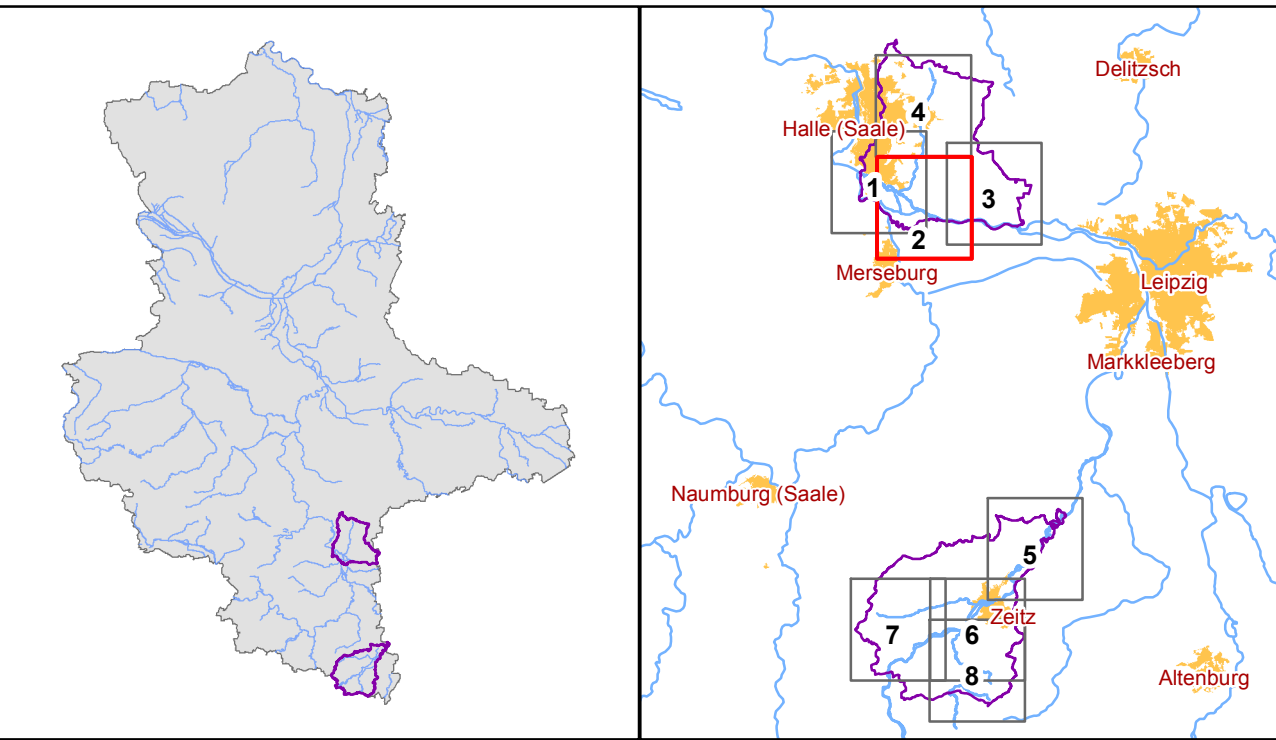 Delitzsch
4
Halle (Saale)
1
3
2
Merseburg
Leipzig
Markkleeberg
Naumburg (Saale)
5
Zeitz
7
6
8
Altenburg